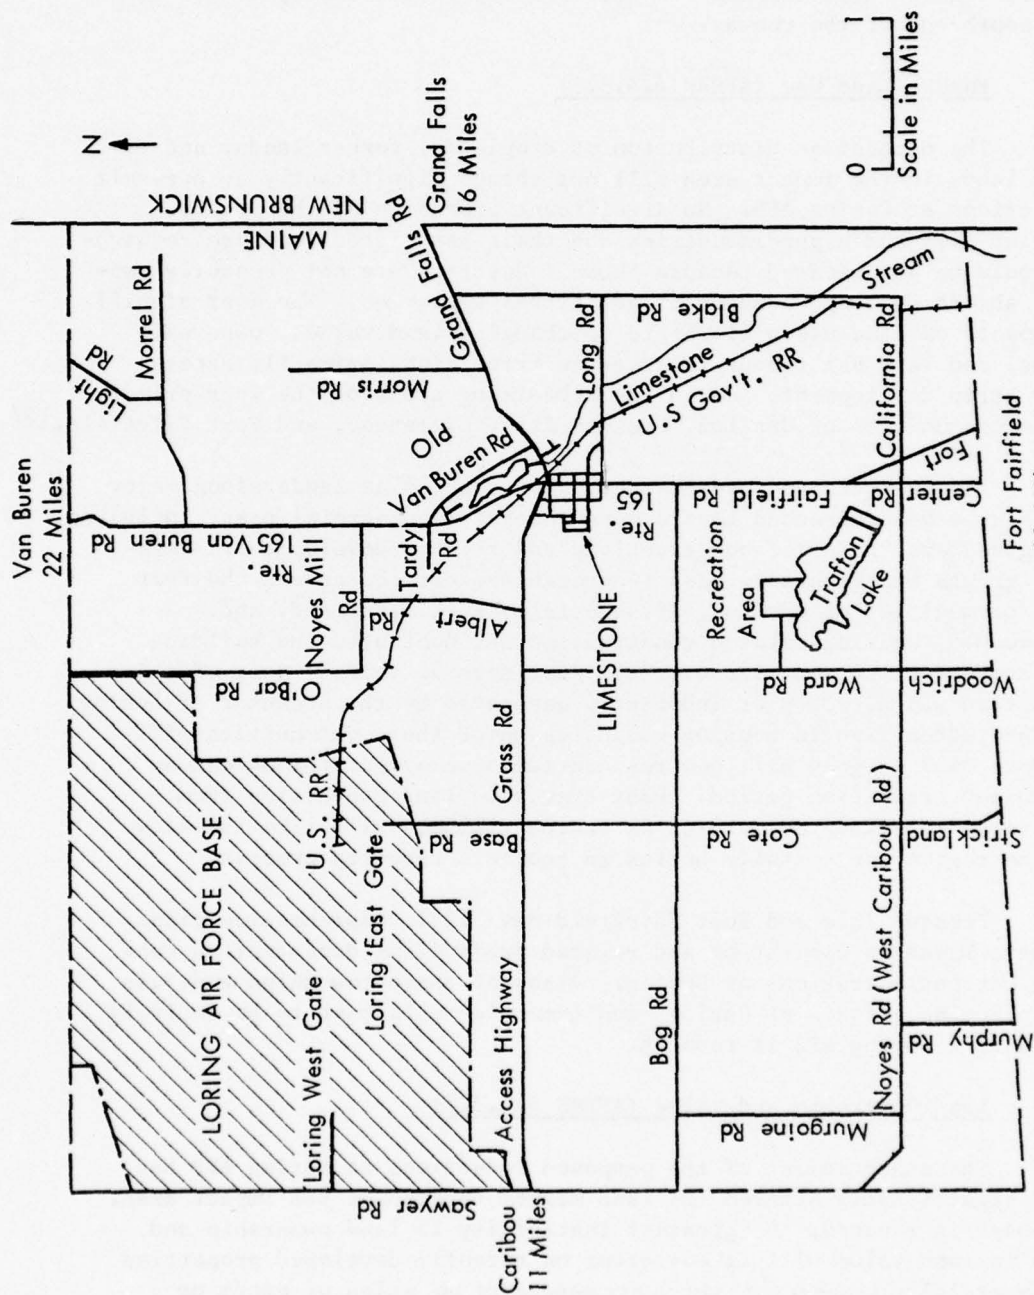 Van Buren
22 Miles
Light Rd
Morrel Rd
MAINE
NEW BRUNSWICK
N
Rte. 165 Van Buren Rd
Noyes Mill Rd
O'Bar Rd
LORING AIR FORCE BASE
Loring West Gate
U.S. RR
Loring East Gate
Sawyer Rd
Tardy Rd
Old Van Buren Rd
Morris Rd
Grand Falls Rd
Grand Falls
16 Miles
Albert Rd
Grass Rd
Base Rd
Access Highway
Caribou
11 Miles
LIMESTONE
Rte. 165
Long Rd
Blake Rd
Limestone Stream
U.S Gov't. RR
Bog Rd
Recreation
Area
Trafton
Lake
Fort Fairfield Rd
Center Rd
California Rd
Ward Rd
Woodrich
Cote Rd
Strickland
Noyes Rd (West Caribou Rd)
Murgoine Rd
Murphy Rd
Fort Fairfield
0 1
Scale in Miles